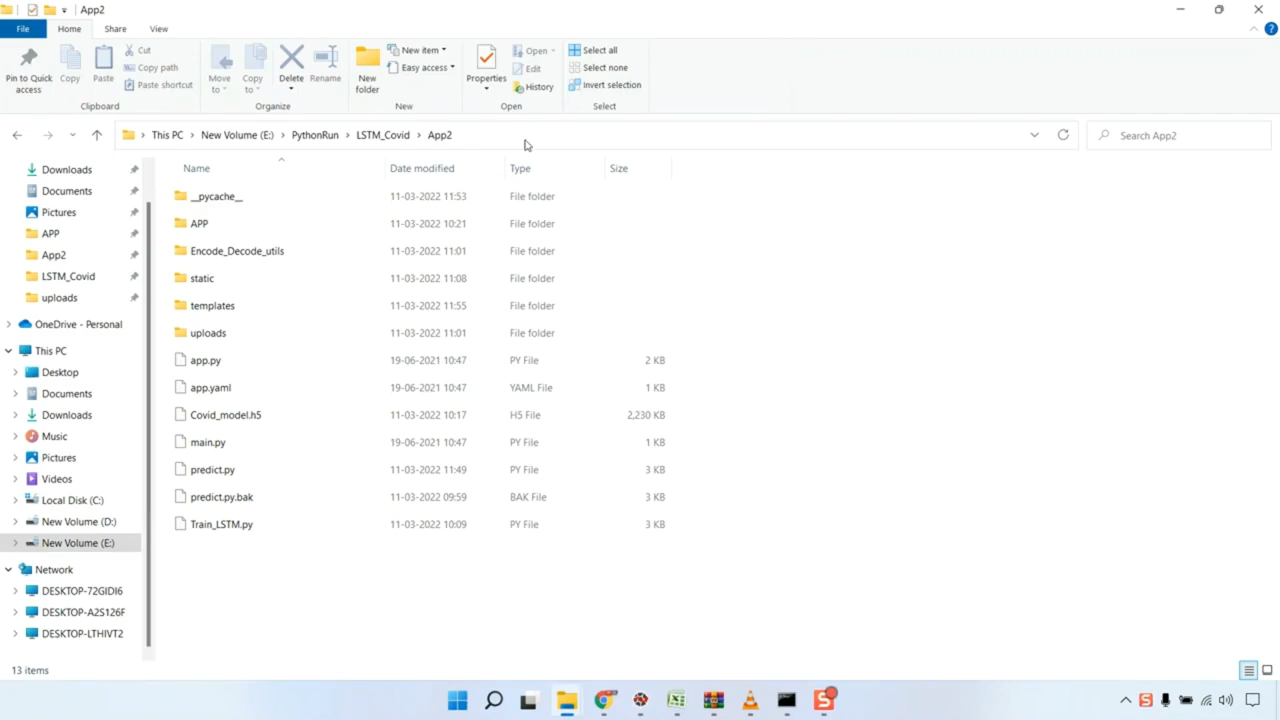 App2
File
Home
Share
View
Pin to Quick access
Copy
Paste
Cut
Copy path
Paste shortcut
Clipboard
Move to
Copy to
Delete
Rename
Organize
New folder
New item
Easy access
New
Properties
Open
Edit
History
Open
Select all
Select none
Invert selection
Select
This PC
New Volume (E:)
PythonRun
LSTM_Covid
App2
Search App2
Downloads
Documents
Pictures
APP
App2
LSTM_Covid
uploads
OneDrive - Personal
This PC
Desktop
Documents
Downloads
Music
Pictures
Videos
Local Disk (C:)
New Volume (D:)
New Volume (E:)
Network
DESKTOP-72GIDI6
DESKTOP-A2S126F
DESKTOP-LTHIVT2
Name Date modified Type Size
__pycache__ 11-03-2022 11:53 File folder
APP 11-03-2022 10:21 File folder
Encode_Decode_utils 11-03-2022 11:01 File folder
static 11-03-2022 11:08 File folder
templates 11-03-2022 11:55 File folder
uploads 11-03-2022 11:01 File folder
app.py 19-06-2021 10:47 PY File 2 KB
app.yaml 19-06-2021 10:47 YAML File 1 KB
Covid_model.h5 11-03-2022 10:17 H5 File 2,230 KB
main.py 19-06-2021 10:47 PY File 1 KB
predict.py 11-03-2022 11:49 PY File 3 KB
predict.py.bak 11-03-2022 09:59 BAK File 3 KB
Train_LSTM.py 11-03-2022 10:09 PY File 3 KB
13 items